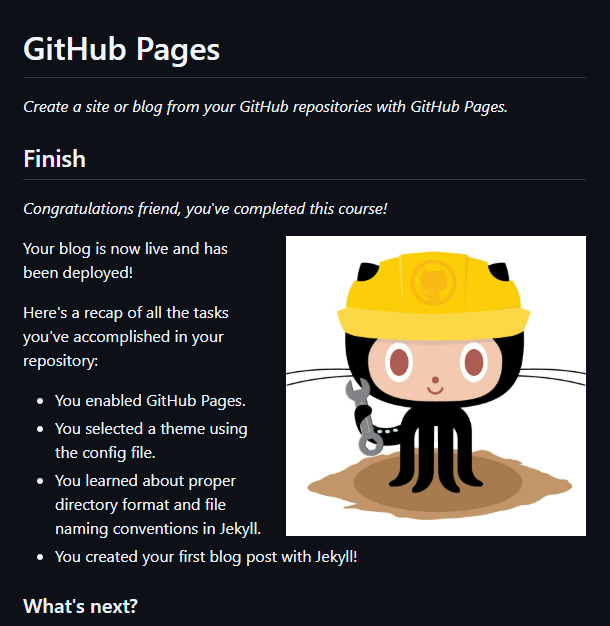 GitHub Pages
Create a site or blog from your GitHub repositories with GitHub Pages.
Finish
Congratulations friend, you've completed this course!
Your blog is now live and has
been deployed!
Here's a recap of all the tasks
you've accomplished in your
repository:
• You enabled GitHub Pages.
• You selected a theme using
the config file.
• You learned about proper
directory format and file
naming conventions in Jekyll.
• You created your first blog post with Jekyll!
What's next?